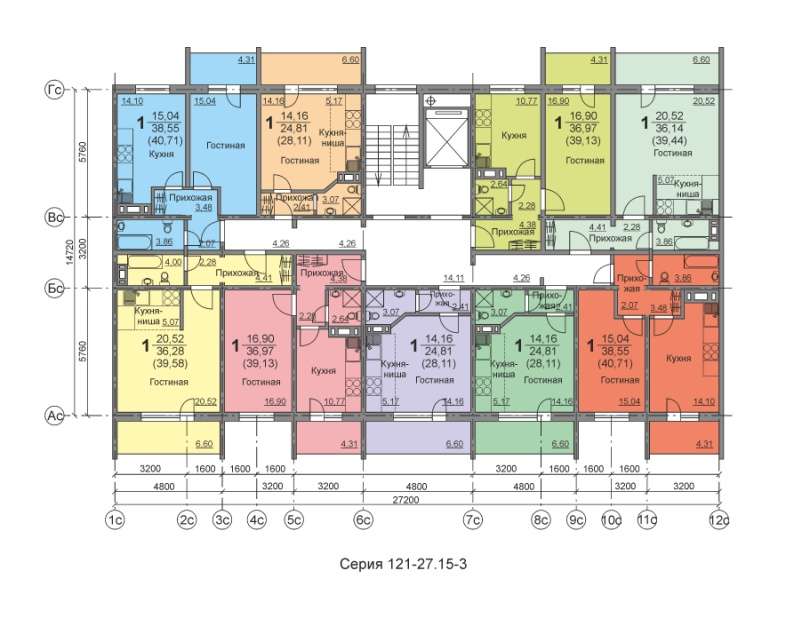 4.31
6.60
4.31
6.60
Гс
14.10
15.04
14.16
5.17
10.77
16.90
20.52
1
15,04
38,55
(40,71)
Кухня
Гостиная
1
14,16
24,81
(28,11)
Кухня-
ниша
Гостиная
Кухня
1
16,90
36,97
(39,13)
Гостиная
1
20,52
36,14
(39,44)
Гостиная
5760
5.07
Кухня-
ниша
Прихожая
3.48
Прихожая
2.41
3.07
2.64
2.28
Вс
Прихожая
4.38
4.41
2.28
Прихожая
3.86
3.86
2.07
4.26
4.26
14720
3200
4.00
2.28
Прихожая
4.41
Прихожая
4.38
14.11
4.26
Прихо-
жая
2.07
3.86
Бс
3.48
Кухня-
ниша
5.07
2.28
2.64
3.07
Прихо-
жая
2.41
3.07
Прихо-
жая
2.41
1
20,52
36,28
(39,58)
Гостиная
20.52
1
16,90
36,97
(39,13)
Гостиная
16.90
Кухня
10.77
1
14,16
24,81
(28,11)
Кухня-
ниша
Гостиная
5.17
14.16
1
14,16
24,81
(28,11)
Кухня-
ниша
Гостиная
5.17
14.16
1
15,04
38,55
(40,71)
Гостиная
15.04
Кухня
14.10
5760
Ас
6.60
4.31
6.60
6.60
4.31
3200 1600 1600 1600 3200 1600 1600
4800 3200 3200 4800 4800 3200 3200
27200
1с 2с 3с 4с 5с 6с 7с 8с 9с 10с 11с 12с
Серия 121-27.15-3